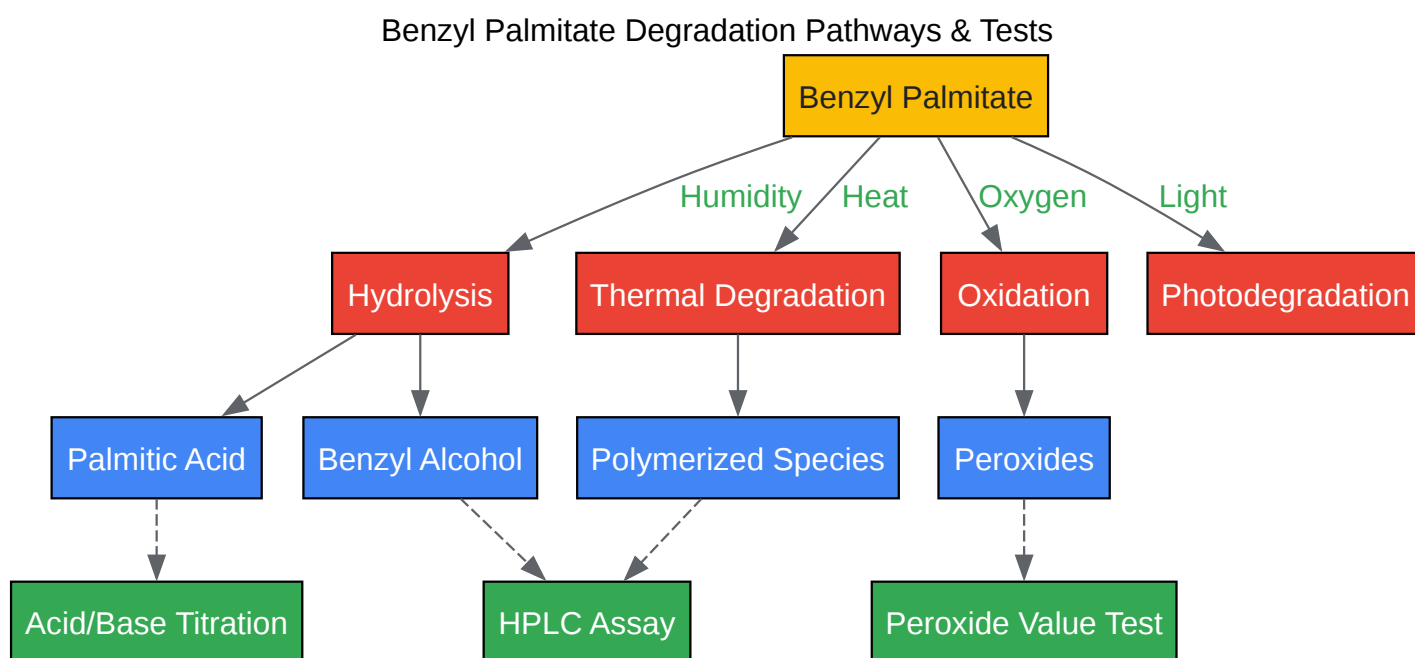 Benzyl Palmitate Degradation Pathways & Tests
Benzyl Palmitate
Humidity
Heat
Oxygen
Light
Hydrolysis
Thermal Degradation
Oxidation
Photodegradation
Palmitic Acid
Benzyl Alcohol
Polymerized Species
Peroxides
Acid/Base Titration
HPLC Assay
Peroxide Value Test